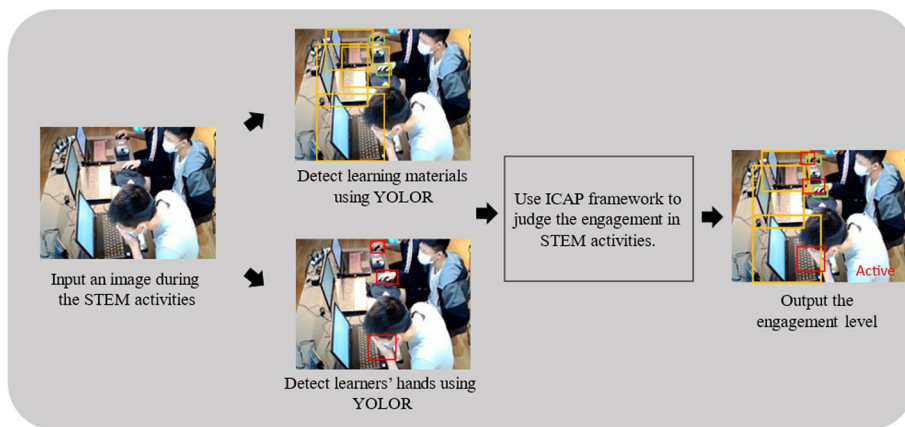 Input an image during
the STEM activities
Detect learning materials
using YOLOR
Detect learners' hands using
YOLOR
Use ICAP framework to
judge the engagement in
STEM activities.
Active
Output the
engagement level